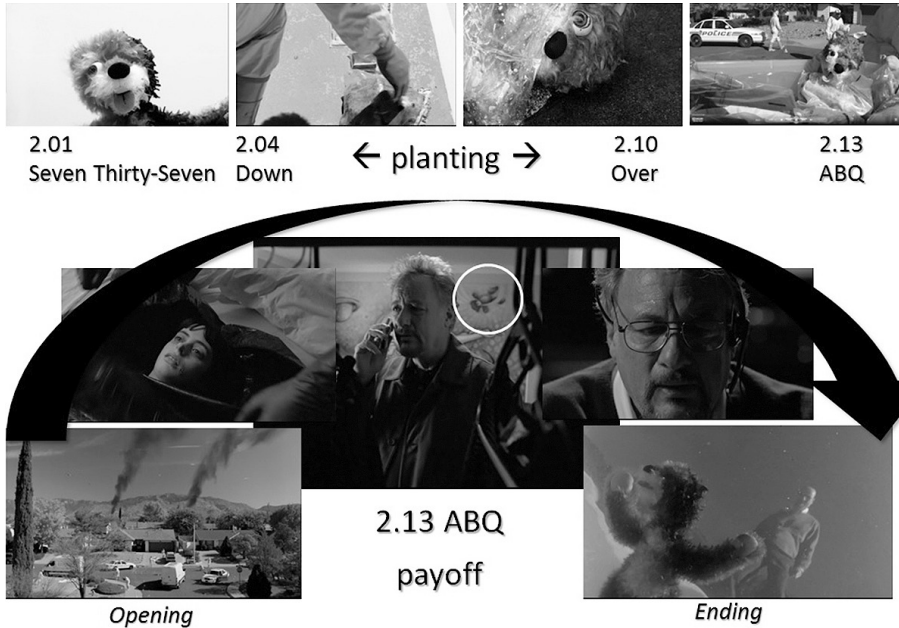 POLICE
2.01
Seven Thirty-Seven
2.04
Down
← planting →
2.10
Over
2.13
ABQ
2.13 ABQ
payoff
Opening
Ending